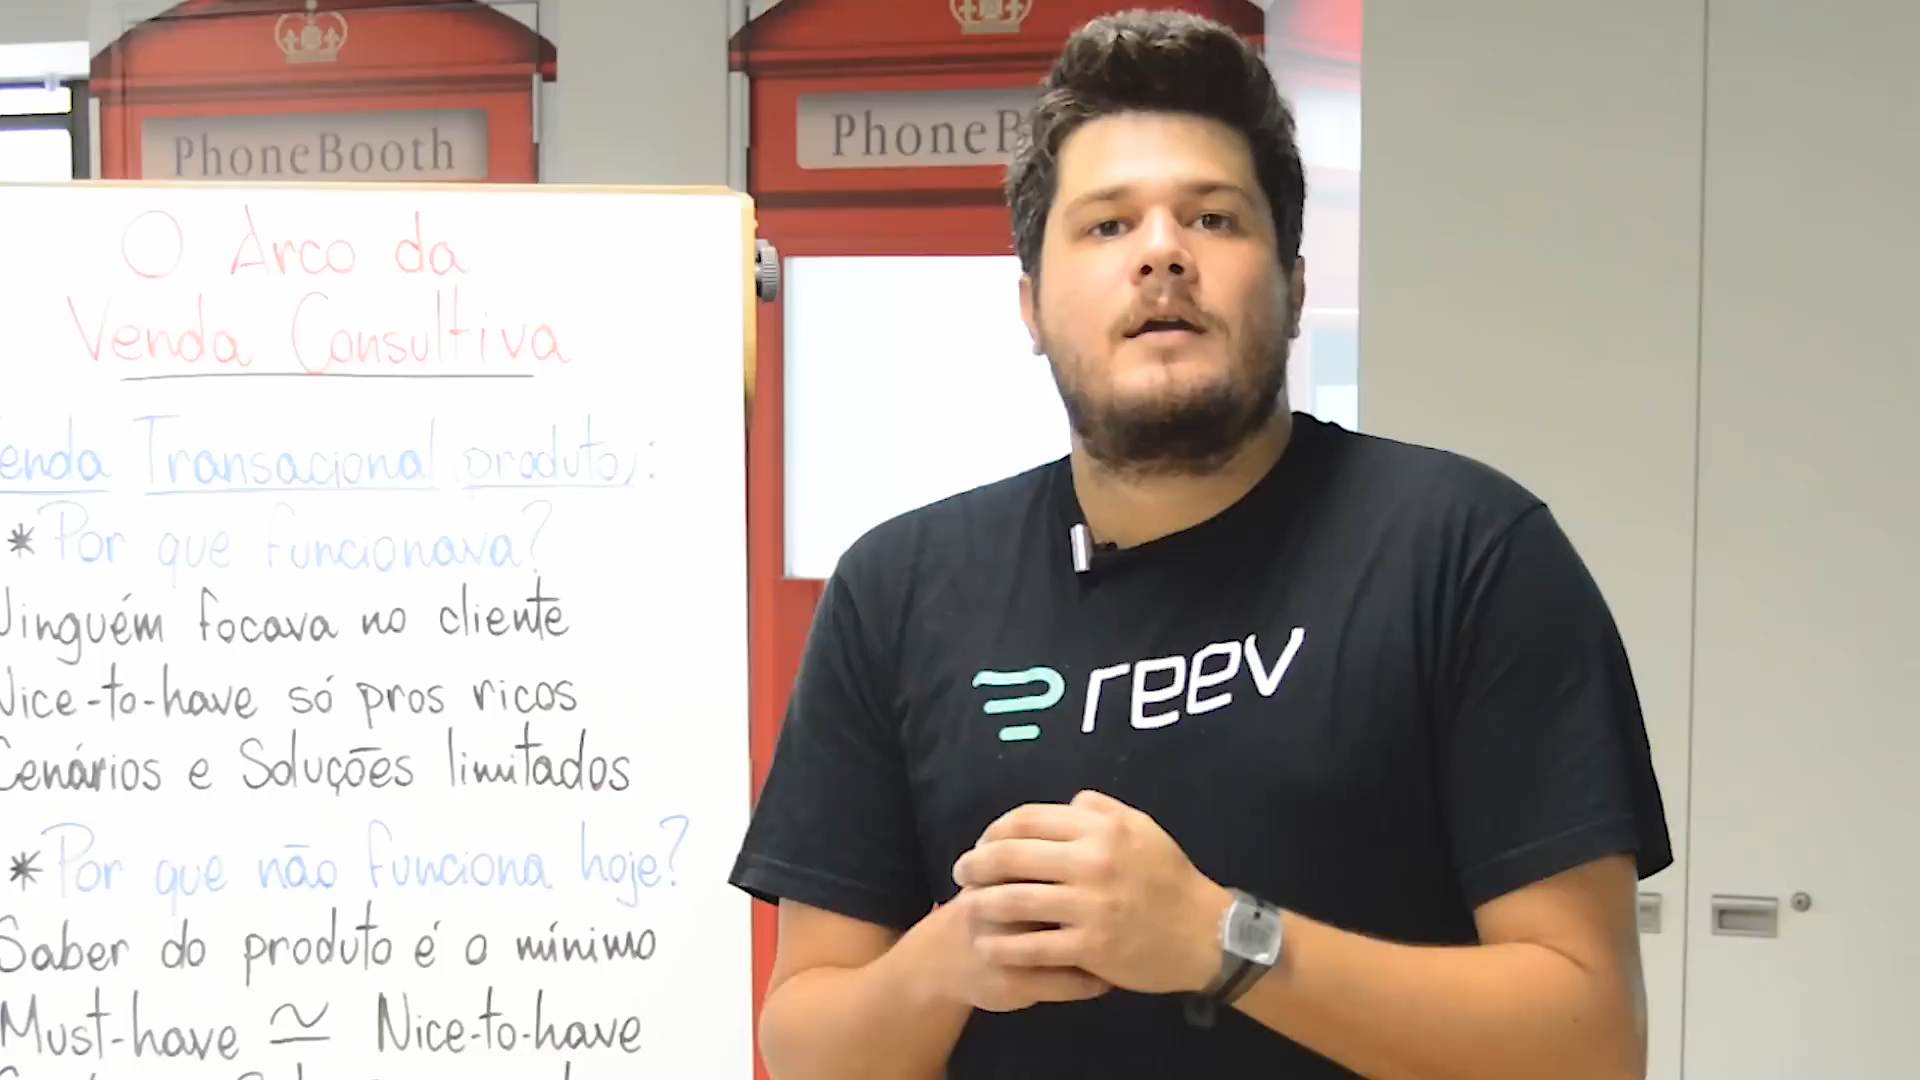 PhoneBooth
PhoneB
O Arco da
Venda Consultiva
enda Transacional (produto):
* Por que funcionava?
Ninguém focava no cliente
Nice-to-have só pros ricos
Cenários e Soluções limitados
* Por que não funciona hoje?
Saber do produto é o mínimo
Must-have ≅ Nice-to-have
reev